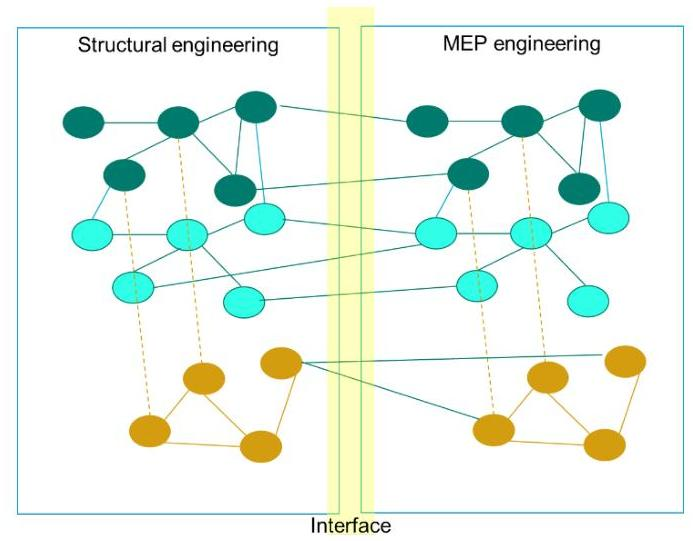 Structural engineering
MEP engineering
Interface